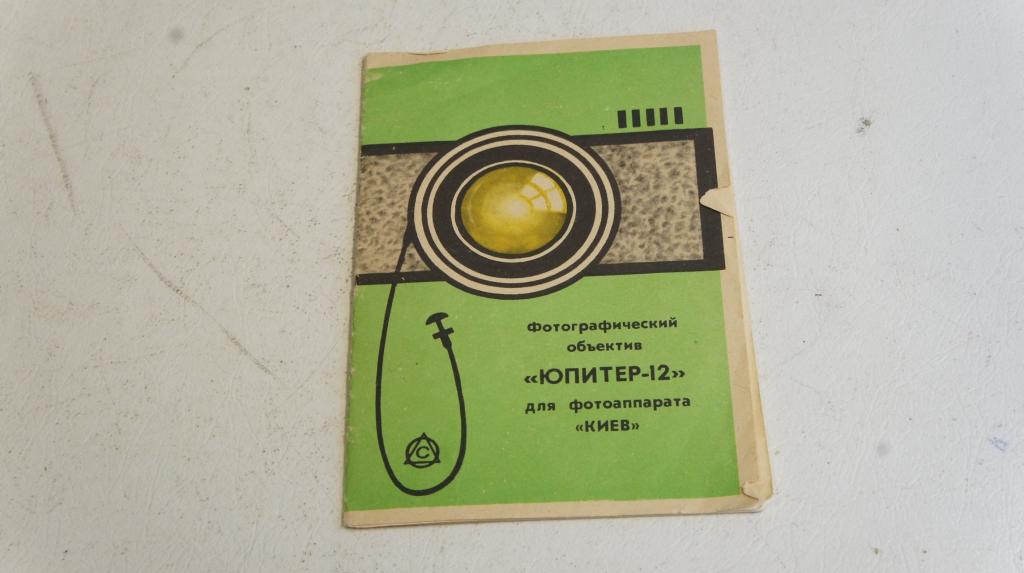 Фотографический
объектив
«ЮПИТЕР-12»
для фотоаппарата
«КИЕВ»
С